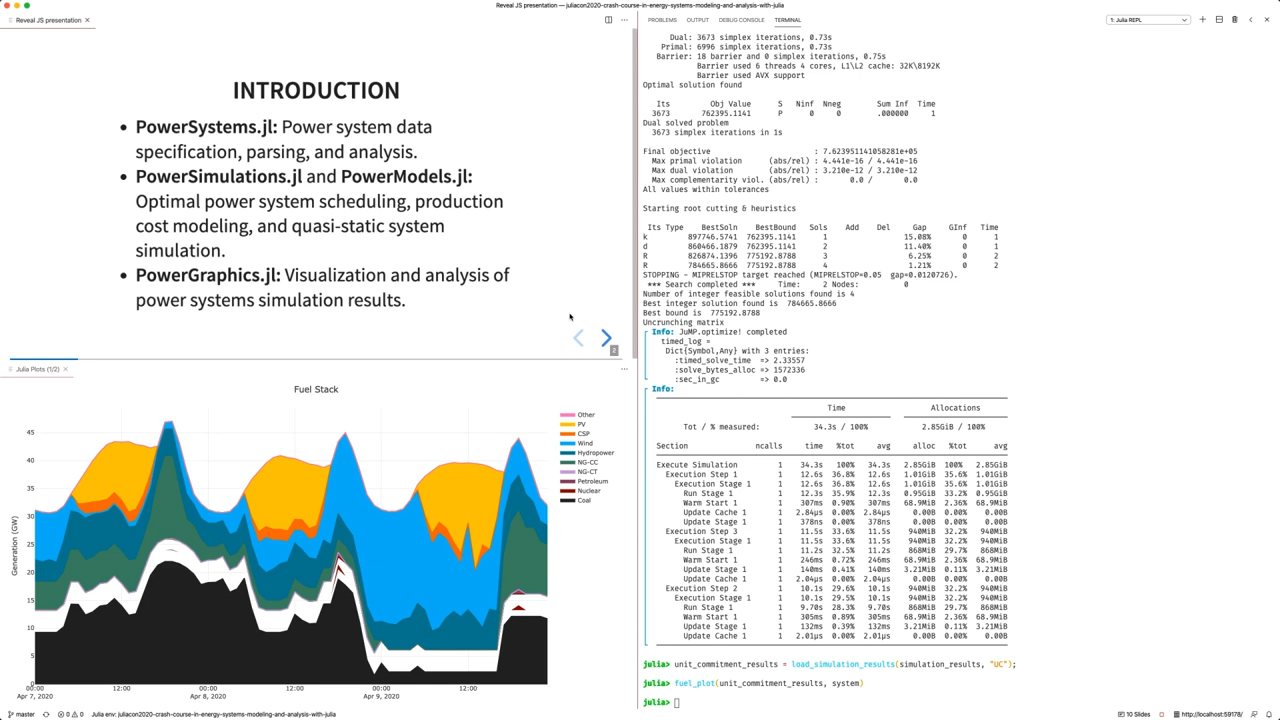 Reveal JS presentation — juliacon2020-crash-course-in-energy-systems-modeling-and-analysis-with-julia
Reveal JS presentation
INTRODUCTION
• PowerSystems.jl: Power system data
specification, parsing, and analysis.
• PowerSimulations.jl and PowerModels.jl:
Optimal power system scheduling, production
cost modeling, and quasi-static system
simulation.
• PowerGraphics.jl: Visualization and analysis of
power systems simulation results.
2
Julia Plots (1/2)
Fuel Stack
Generation (GW)
45
40
35
30
25
20
15
10
5
0
00:00 12:00 00:00 12:00 00:00 12:00
Apr 7, 2020 Apr 8, 2020 Apr 9, 2020
Other
PV
CSP
Wind
Hydropower
NG-CC
NG-CT
Petroleum
Nuclear
Coal
PROBLEMS OUTPUT DEBUG CONSOLE TERMINAL 1: Julia REPL
Dual: 3673 simplex iterations, 0.73s
Primal: 6996 simplex iterations, 0.73s
Barrier: 18 barrier and 0 simplex iterations, 0.75s
Barrier used 6 threads 4 cores, L1\L2 cache: 32K\8192K
Barrier used AVX support
Optimal solution found
Its Obj Value S Ninf Nneg Sum Inf Time
3673 762395.1141 P 0 0 .000000 1
Dual solved problem
3673 simplex iterations in 1s
Final objective : 7.623951141058281e+05
Max primal violation (abs/rel) : 4.441e-16 / 4.441e-16
Max dual violation (abs/rel) : 3.210e-12 / 3.210e-12
Max complementarity viol. (abs/rel) : 0.0 / 0.0
All values within tolerances
Starting root cutting & heuristics
Its Type BestSoln BestBound Sols Add Del Gap GInf Time
k 897746.5741 762395.1141 1 15.08% 0 1
d 860466.1879 762395.1141 2 11.40% 0 1
R 826874.1396 775192.8788 3 6.25% 0 2
R 784665.8666 775192.8788 4 1.21% 0 2
STOPPING - MIPRELSTOP target reached (MIPRELSTOP=0.05 gap=0.0120726).
*** Search completed *** Time: 2 Nodes: 0
Number of integer feasible solutions found is 4
Best integer solution found is 784665.8666
Best bound is 775192.8788
Uncrunching matrix
Info: JuMP.optimize! completed
timed_log =
Dict{Symbol,Any} with 3 entries:
:timed_solve_time => 2.33557
:solve_bytes_alloc => 1572336
:sec_in_gc => 0.0
Info:
Time Allocations
Tot / % measured: 34.3s / 100% 2.85GiB / 100%
Section ncalls time %tot avg alloc %tot avg
Execute Simulation 1 34.3s 100% 34.3s 2.85GiB 100% 2.85GiB
Execution Step 1 1 12.6s 36.8% 12.6s 1.01GiB 35.6% 1.01GiB
Execution Stage 1 1 12.6s 36.8% 12.6s 1.01GiB 35.6% 1.01GiB
Run Stage 1 1 12.3s 35.9% 12.3s 0.95GiB 33.2% 0.95GiB
Warm Start 1 1 307ms 0.90% 307ms 68.9MiB 2.36% 68.9MiB
Update Cache 1 1 2.84μs 0.00% 2.84μs 0.00B 0.00% 0.00B
Update Stage 1 1 378ns 0.00% 378ns 0.00B 0.00% 0.00B
Execution Step 3 1 11.5s 33.6% 11.5s 940MiB 32.2% 940MiB
Execution Stage 1 1 11.5s 33.6% 11.5s 940MiB 32.2% 940MiB
Run Stage 1 1 11.2s 32.5% 11.2s 868MiB 29.7% 868MiB
Warm Start 1 1 246ms 0.72% 246ms 68.9MiB 2.36% 68.9MiB
Update Stage 1 1 140ms 0.41% 140ms 3.21MiB 0.11% 3.21MiB
Update Cache 1 1 2.04μs 0.00% 2.04μs 0.00B 0.00% 0.00B
Execution Step 2 1 10.1s 29.6% 10.1s 940MiB 32.2% 940MiB
Execution Stage 1 1 10.1s 29.5% 10.1s 940MiB 32.2% 940MiB
Run Stage 1 1 9.70s 28.3% 9.70s 868MiB 29.7% 868MiB
Warm Start 1 1 305ms 0.89% 305ms 68.9MiB 2.36% 68.9MiB
Update Stage 1 1 132ms 0.39% 132ms 3.21MiB 0.11% 3.21MiB
Update Cache 1 1 2.01μs 0.00% 2.01μs 0.00B 0.00% 0.00B
julia> unit_commitment_results = load_simulation_results(simulation_results, "UC");
julia> fuel_plot(unit_commitment_results, system)
julia>
master 0 0 Julia env: juliacon2020-crash-course-in-energy-systems-modeling-and-analysis-with-julia 10 Slides http://localhost:59178/